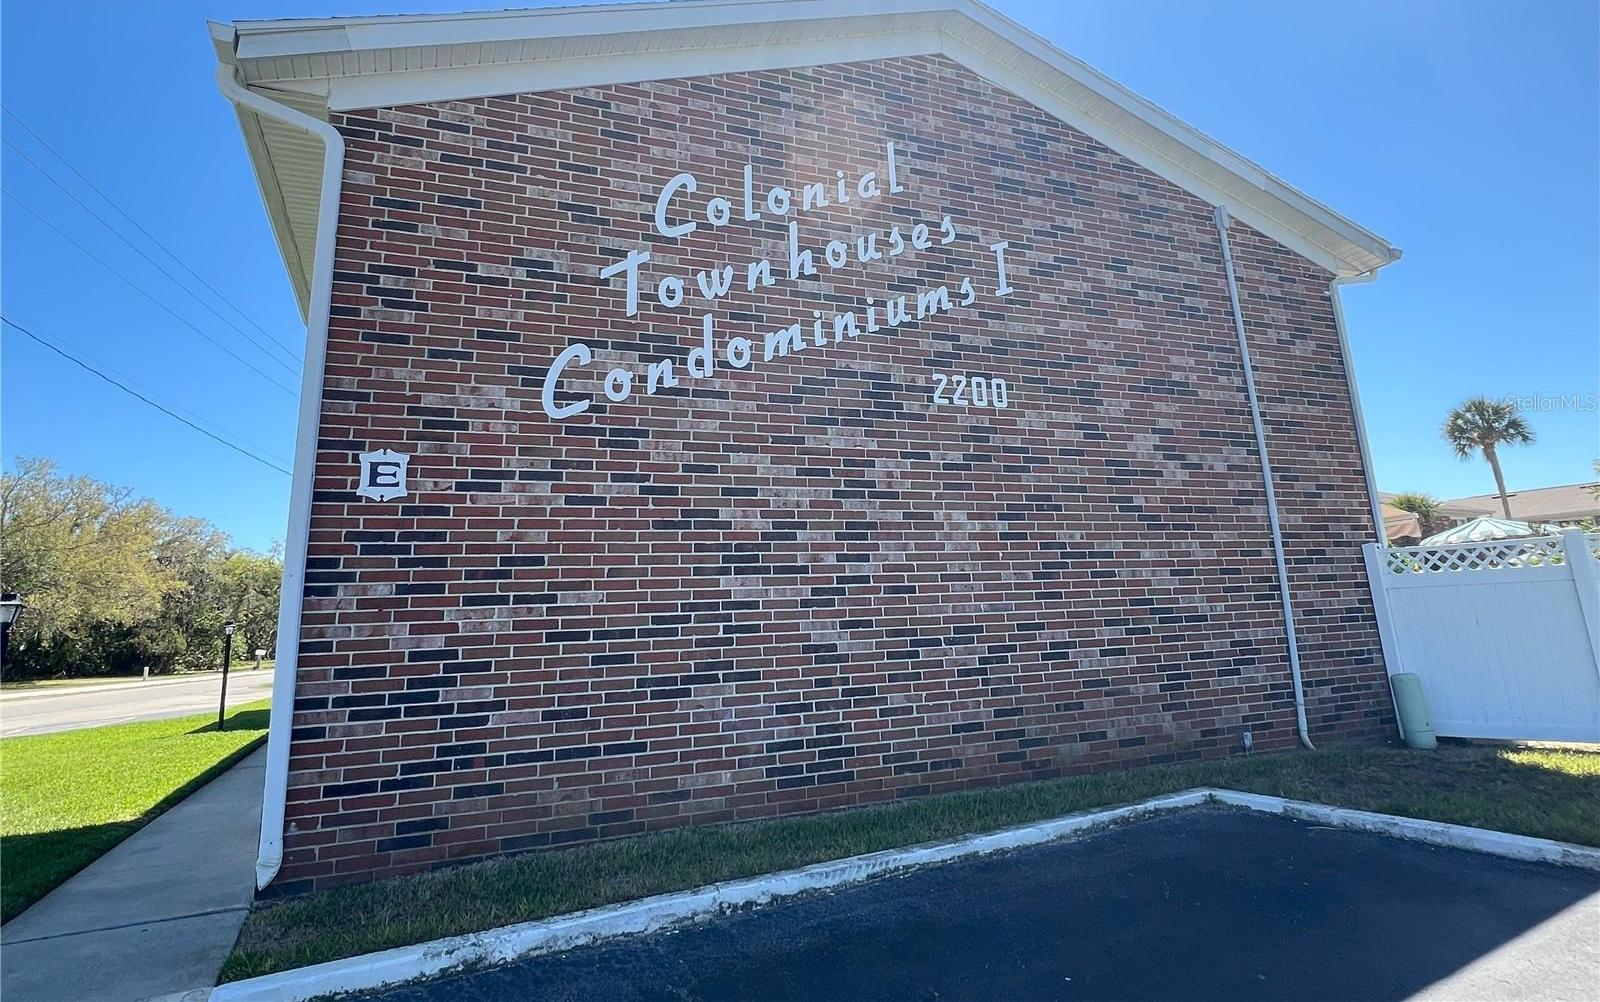 Colonial
Townhouses
Condominiums I
2200
E
StellarMLS